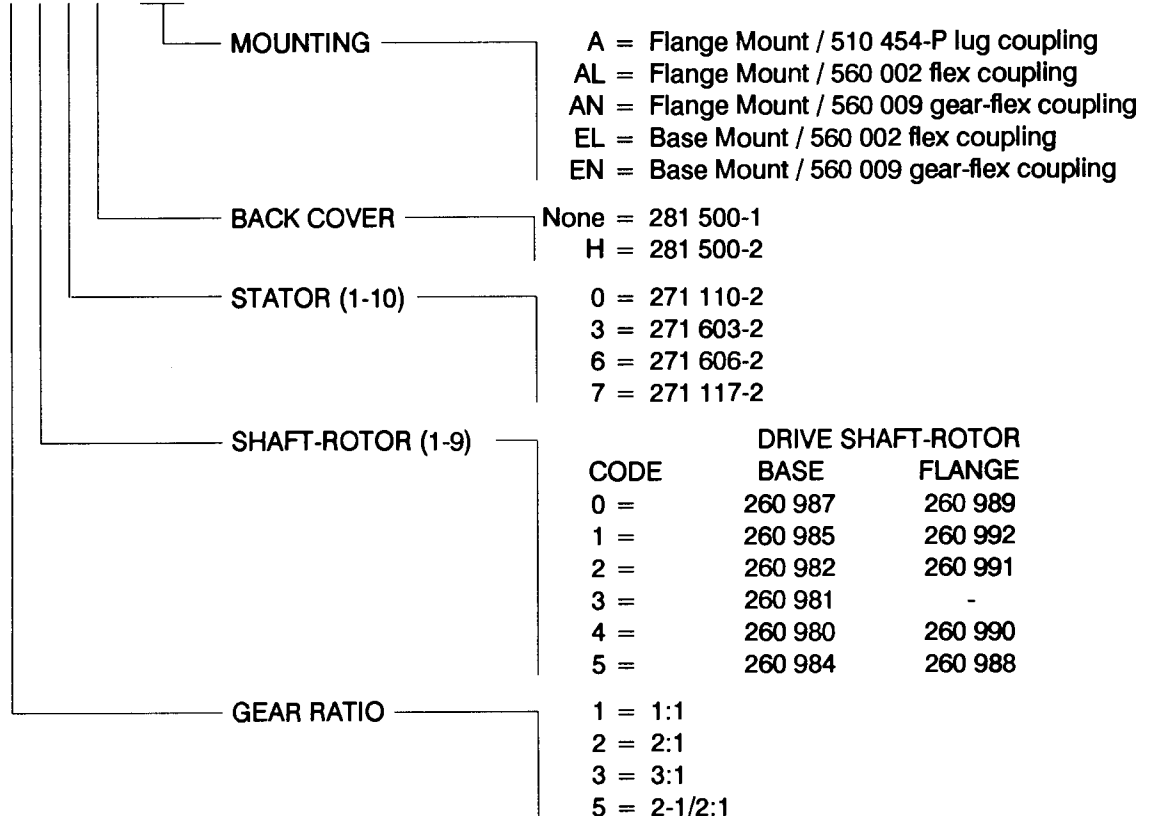 MOUNTING A = Flange Mount / 510 454-P lug coupling
AL = Flange Mount / 560 002 flex coupling
AN = Flange Mount / 560 009 gear-flex coupling
EL = Base Mount / 560 002 flex coupling
EN = Base Mount / 560 009 gear-flex coupling
BACK COVER None = 281 500-1
H = 281 500-2
STATOR (1-10) 0 = 271 110-2
3 = 271 603-2
6 = 271 606-2
7 = 271 117-2
SHAFT-ROTOR (1-9) DRIVE SHAFT-ROTOR
CODE BASE FLANGE
0 = 260 987 260 989
1 = 260 985 260 992
2 = 260 982 260 991
3 = 260 981 -
4 = 260 980 260 990
5 = 260 984 260 988
GEAR RATIO 1 = 1:1
2 = 2:1
3 = 3:1
5 = 2-1/2:1